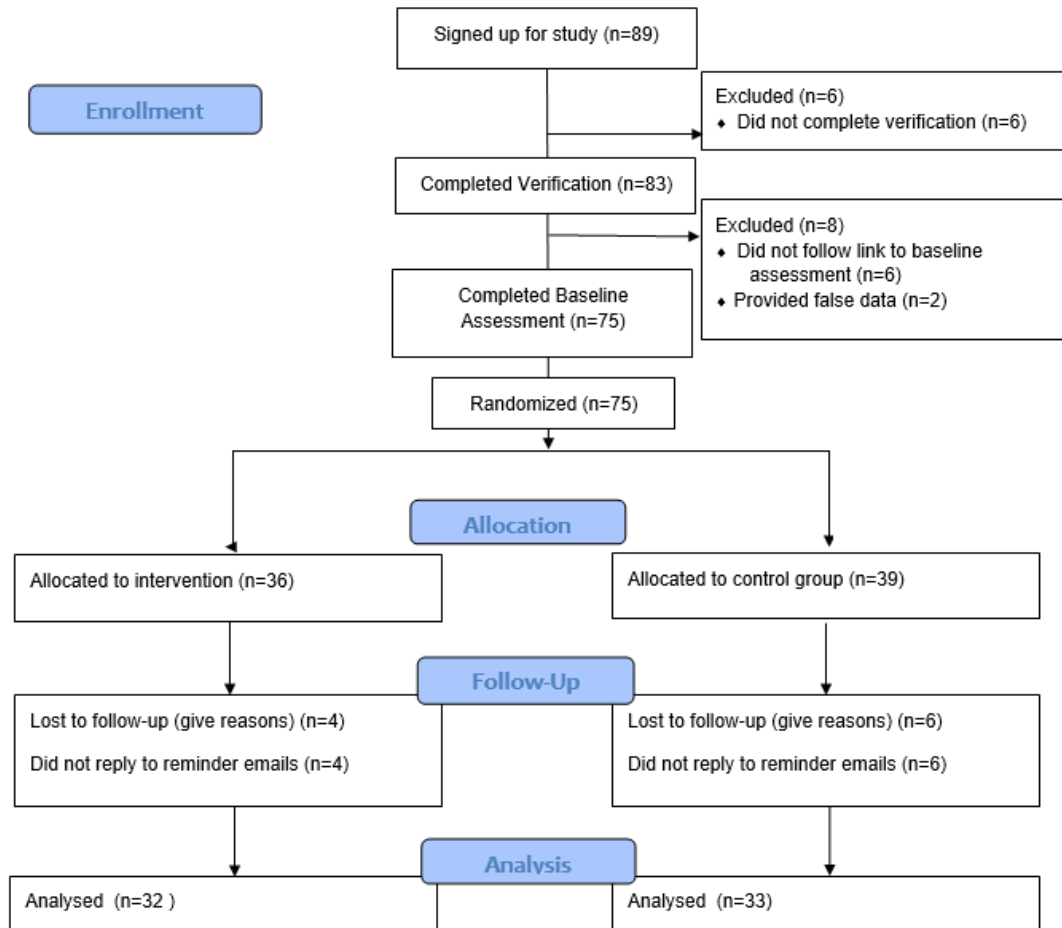 Signed up for study (n=89)
Enrollment
Excluded (n=6)
♦ Did not complete verification (n=6)
Completed Verification (n=83)
Excluded (n=8)
♦ Did not follow link to baseline
assessment (n=6)
♦ Provided false data (n=2)
Completed Baseline
Assessment (n=75)
Randomized (n=75)
Allocation
Allocated to intervention (n=36)
Allocated to control group (n=39)
Follow-Up
Lost to follow-up (give reasons) (n=4)
Did not reply to reminder emails (n=4)
Lost to follow-up (give reasons) (n=6)
Did not reply to reminder emails (n=6)
Analysis
Analysed (n=32 )
Analysed (n=33)